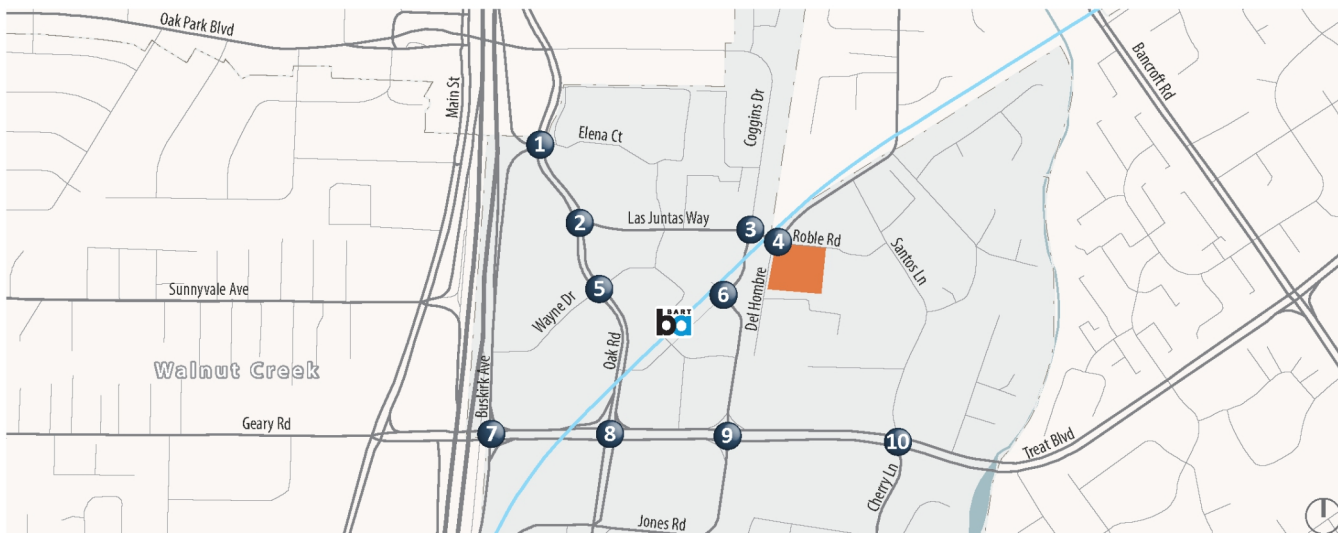 Oak Park Blvd
Main St
Coggins Dr
Bancroft Rd
1
Elena Ct
2
Las Juntas Way
3
4
Roble Rd
Santos Ln
Sunnyvale Ave
Wayne Dr
5
6
Del Hombre
BART
ba
Oak Rd
Walnut Creek
Buskirk Ave
Geary Rd
7
8
9
10
Treat Blvd
Cherry Ln
Jones Rd